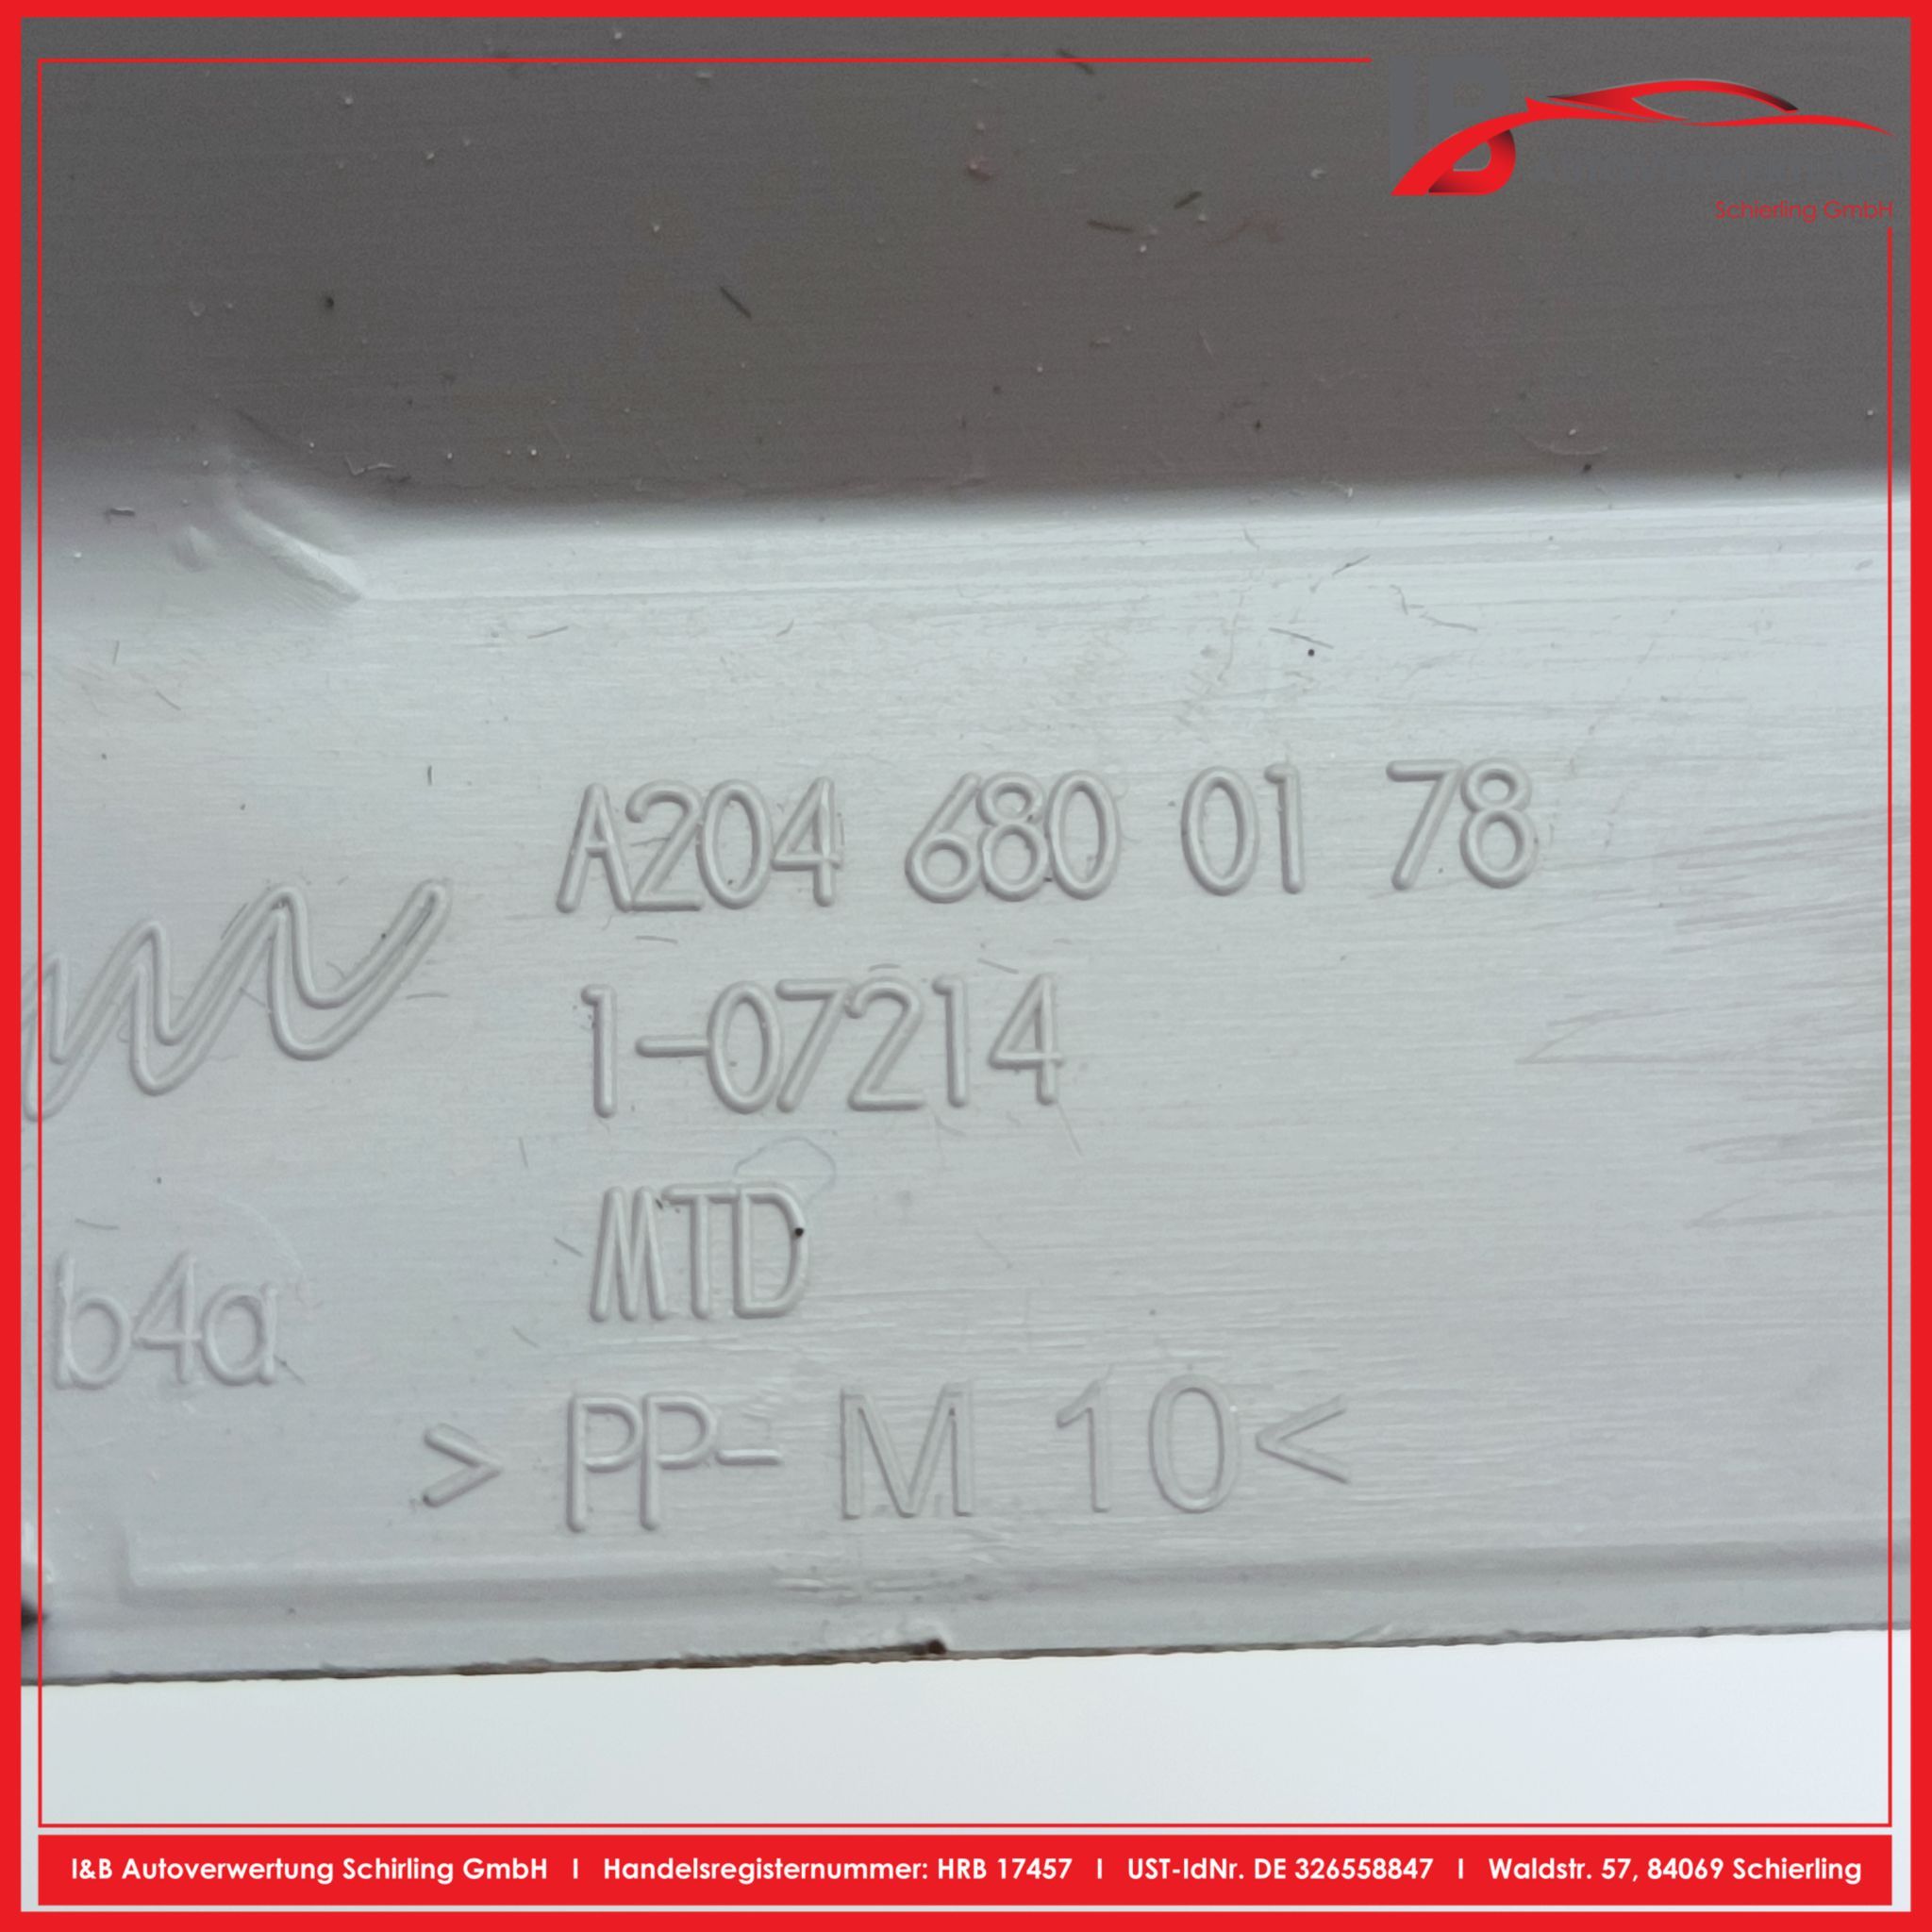 Schierling GmbH
A204 680 01 78
1-07214
MTD
b4a
> PP- M 10<
I&B Autoverwertung Schirling GmbH I Handelsregisternummer: HRB 17457 I UST-IdNr. DE 326558847 I Waldstr. 57, 84069 Schierling